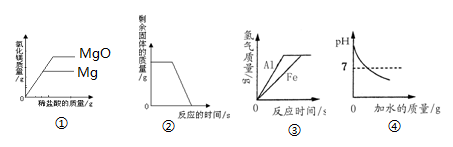 氯化镁质量/g
MgO
Mg
稀盐酸的质量/g
①
剩余固体的质量/g
0
反应的时间/s
②
氢气质量/g
Al
Fe
0
反应时间/s
③
pH
7
0
加水的质量/g
④